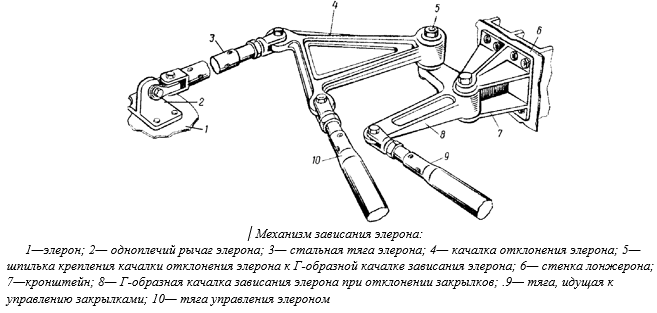 4
5
3
6
2
1
10
9
8
7
| Механизм зависания элерона:
1—элерон; 2— одноплечий рычаг элерона; 3— стальная тяга элерона; 4— качалка отклонения элерона; 5—
шпилька крепления качалки отклонения элерона к Г-образной качалке зависания элерона; 6— стенка лонжерона;
7—кронштейн; 8— Г-образная качалка зависания элерона при отклонении закрылков; .9— тяга, идущая к
управлению закрылками; 10— тяга управления элероном